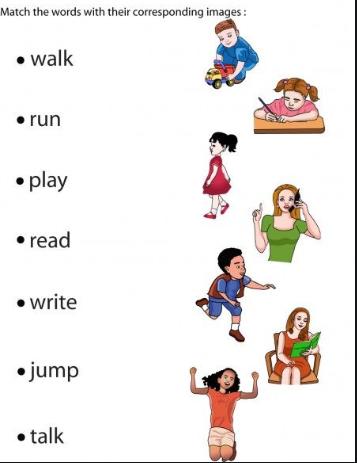 Match the words with their corresponding images :
• walk
• run
• play
• read
• write
• jump
• talk